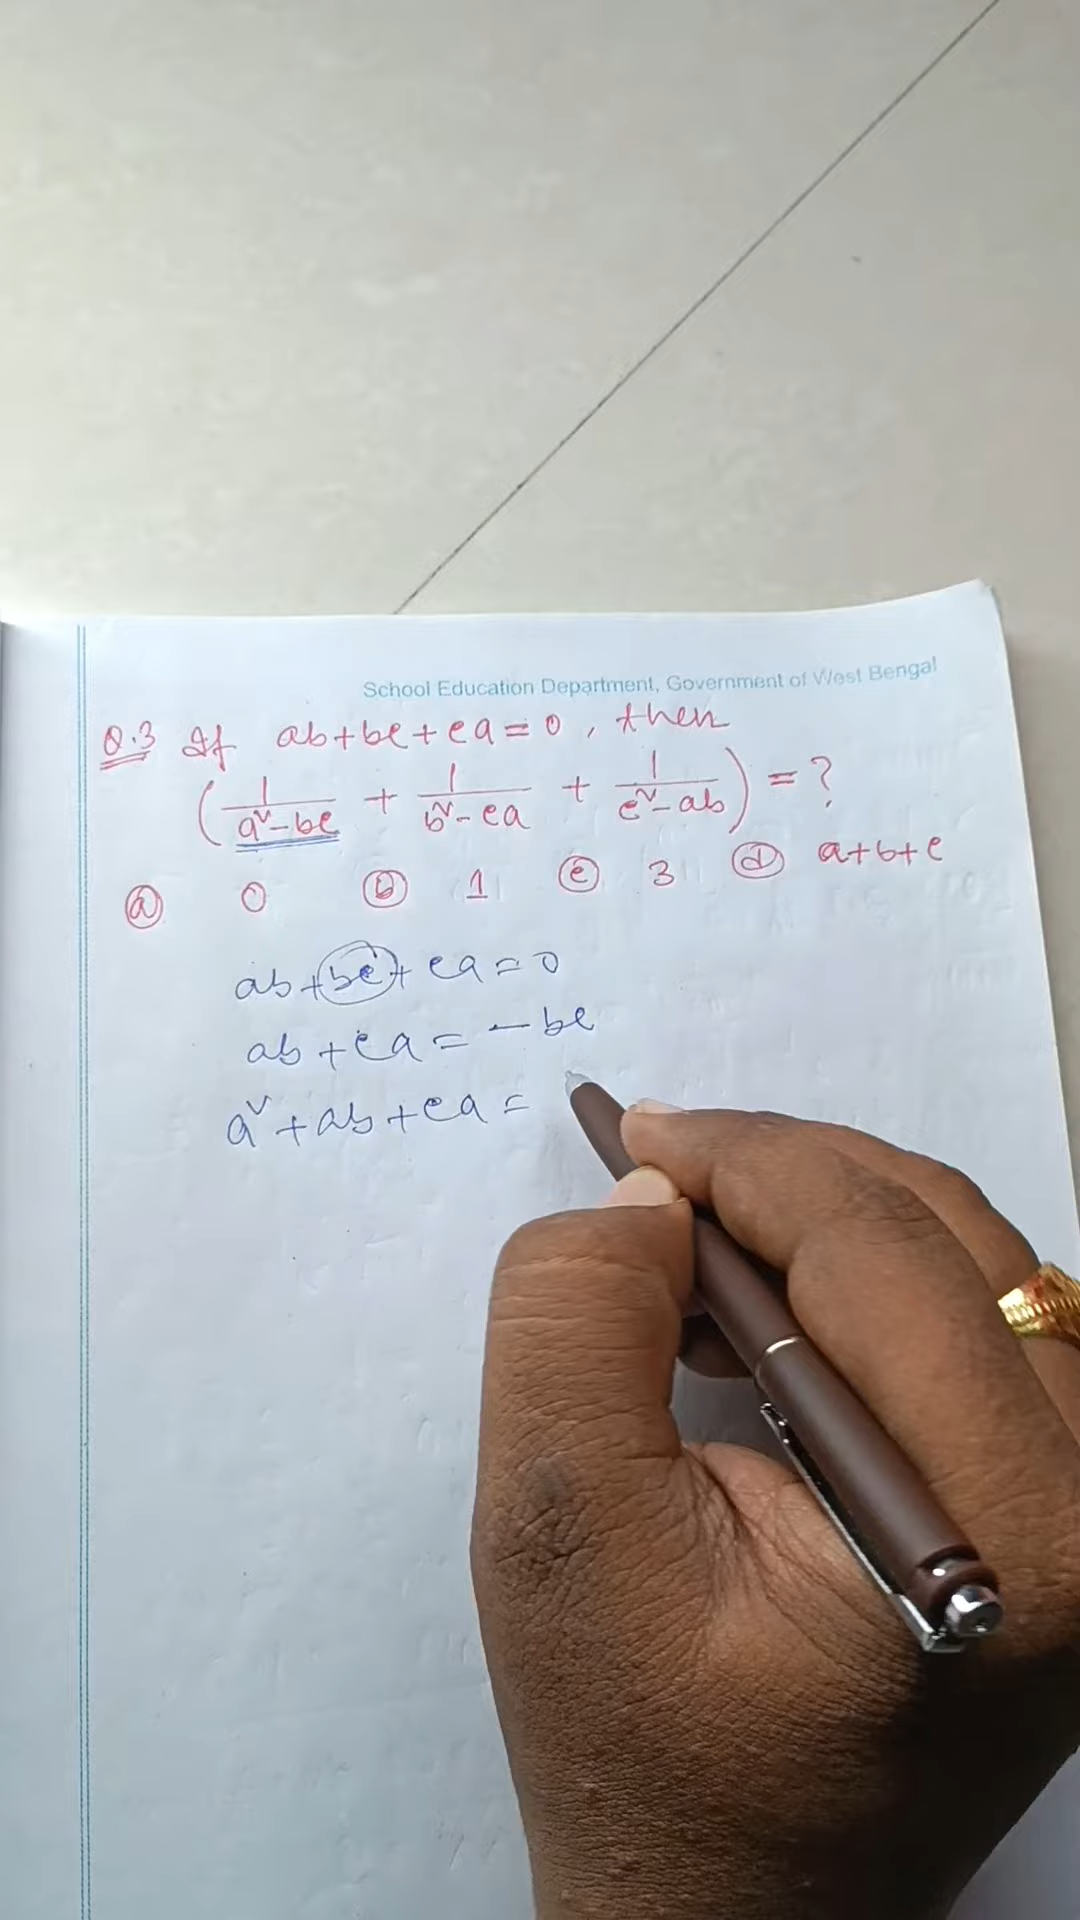 School Education Department, Government of West Bengal
Q.3 If ab+bc+ca=0, then
(1/(a²-bc) + 1/(b²-ca) + 1/(c²-ab)) = ?
(a) 0 (b) 1 (c) 3 (d) a+b+c
ab+bc+ca=0
ab+ca=-bc
a²+ab+ca=